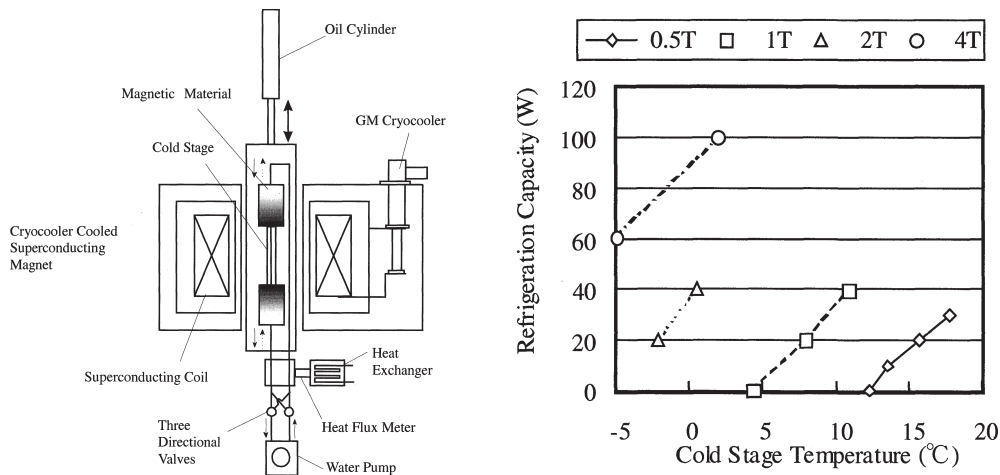 Oil Cylinder
Magnetic Material
GM Cryocooler
Cold Stage
Cryocooler Cooled
Superconducting
Magnet
Superconducting Coil
Heat
Exchanger
Three
Directional
Valves
Heat Flux Meter
Water Pump
0.5T 1T 2T 4T
Refrigeration Capacity (W)
120
100
80
60
40
20
0
-5 0 5 10 15 20
Cold Stage Temperature (℃)